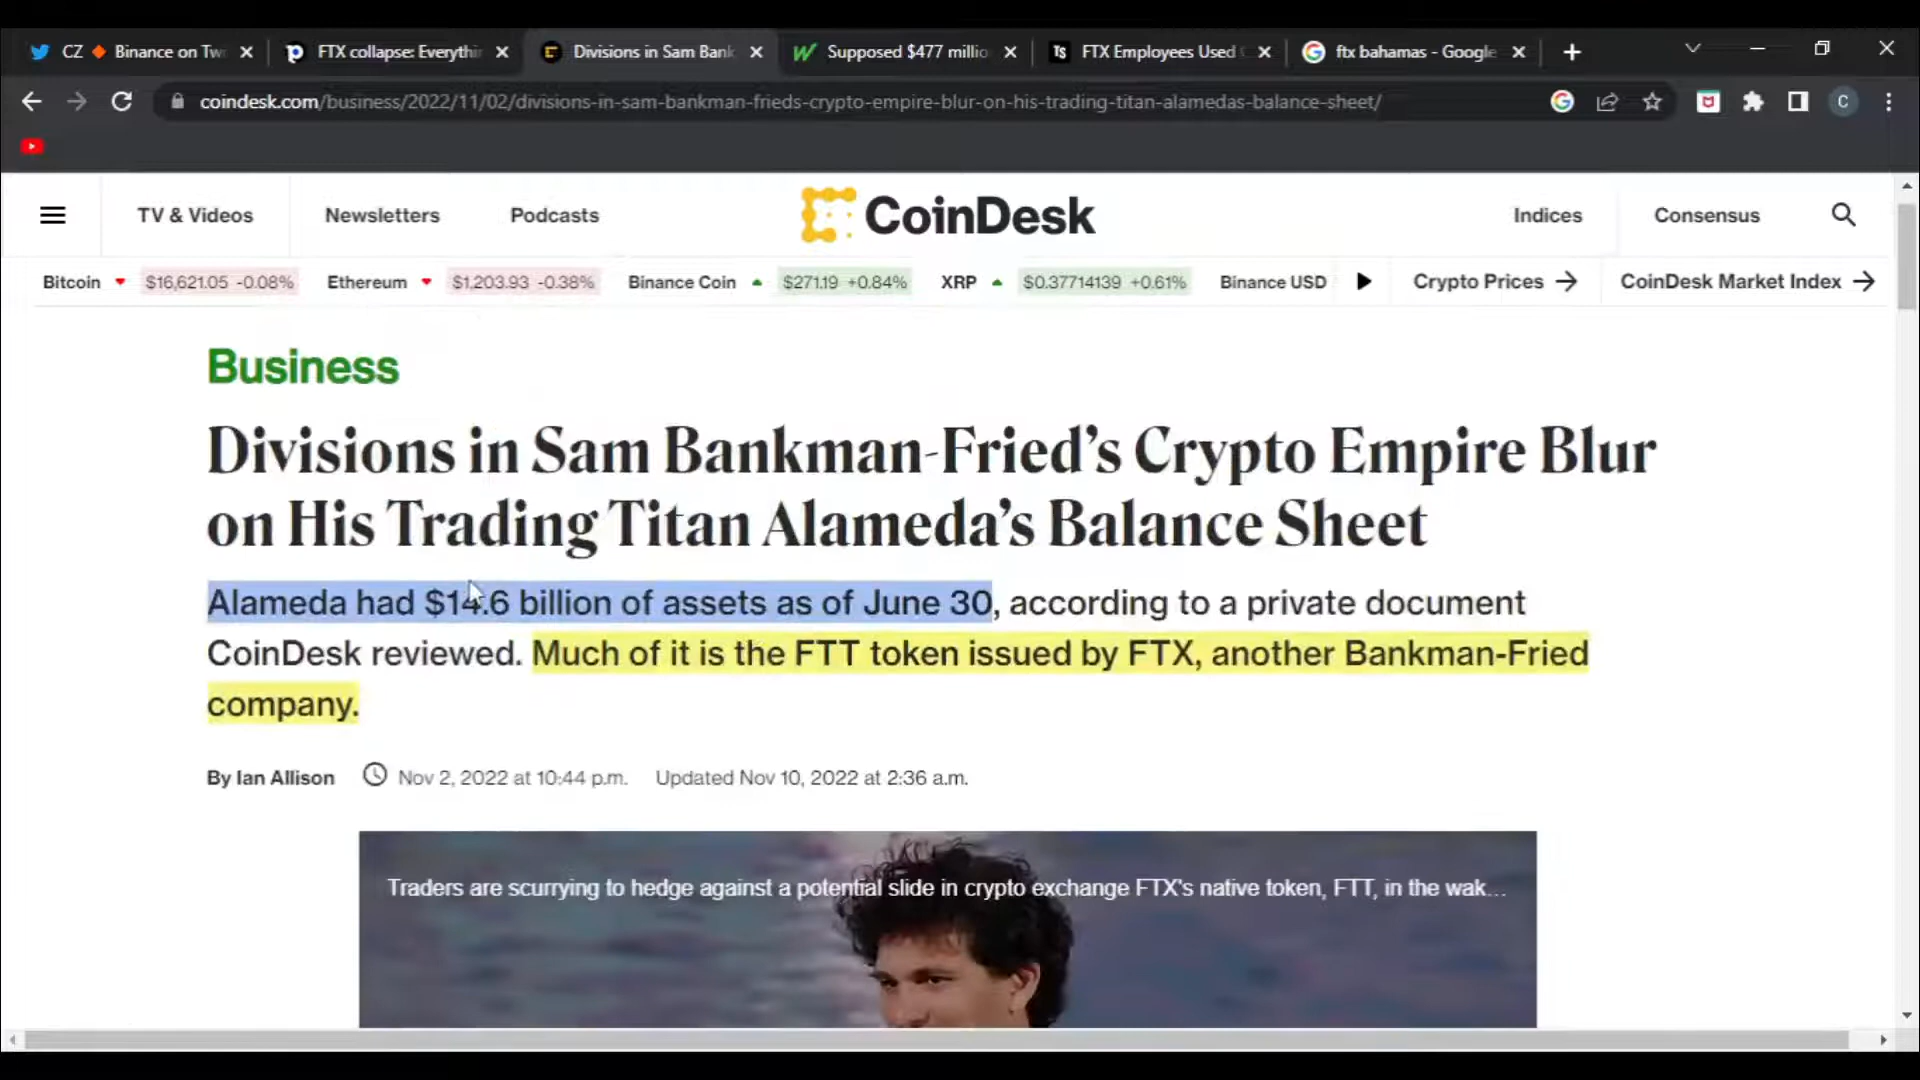 CZ 🔶 Binance on Tw
FTX collapse: Everythi
Divisions in Sam Bank
Supposed $477 millio
FTX Employees Used
ftx bahamas - Google
coindesk.com/business/2022/11/02/divisions-in-sam-bankman-frieds-crypto-empire-blur-on-his-trading-titan-alamedas-balance-sheet/
C
TV & Videos
Newsletters
Podcasts
CoinDesk
Indices
Consensus
Bitcoin $16,621.05 -0.08%
Ethereum $1,203.93 -0.38%
Binance Coin $271.19 +0.84%
XRP $0.37714139 +0.61%
Binance USD
Crypto Prices
CoinDesk Market Index
Business
Divisions in Sam Bankman-Fried's Crypto Empire Blur
on His Trading Titan Alameda's Balance Sheet
Alameda had $14.6 billion of assets as of June 30, according to a private document
CoinDesk reviewed. Much of it is the FTT token issued by FTX, another Bankman-Fried
company.
By Ian Allison Nov 2, 2022 at 10:44 p.m. Updated Nov 10, 2022 at 2:36 a.m.
Traders are scurrying to hedge against a potential slide in crypto exchange FTX's native token, FTT, in the wak...